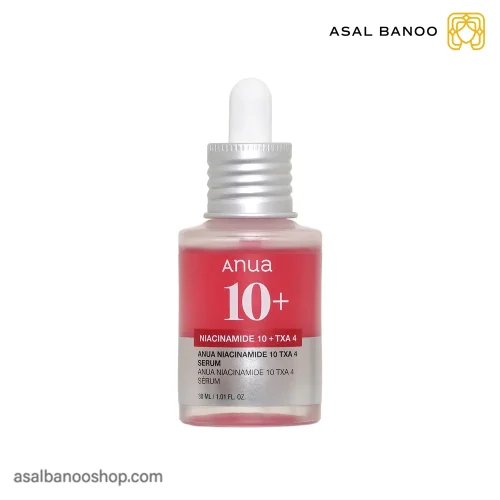 ASAL BANOO
Anua
10+
NIACINAMIDE 10 + TXA 4
ANUA NIACINAMIDE 10 TXA 4
SERUM
ANUA NIACINAMIDE 10 TXA 4
SÉRUM
30 ML / 1.01 FL. OZ.
asalbanooshop.com